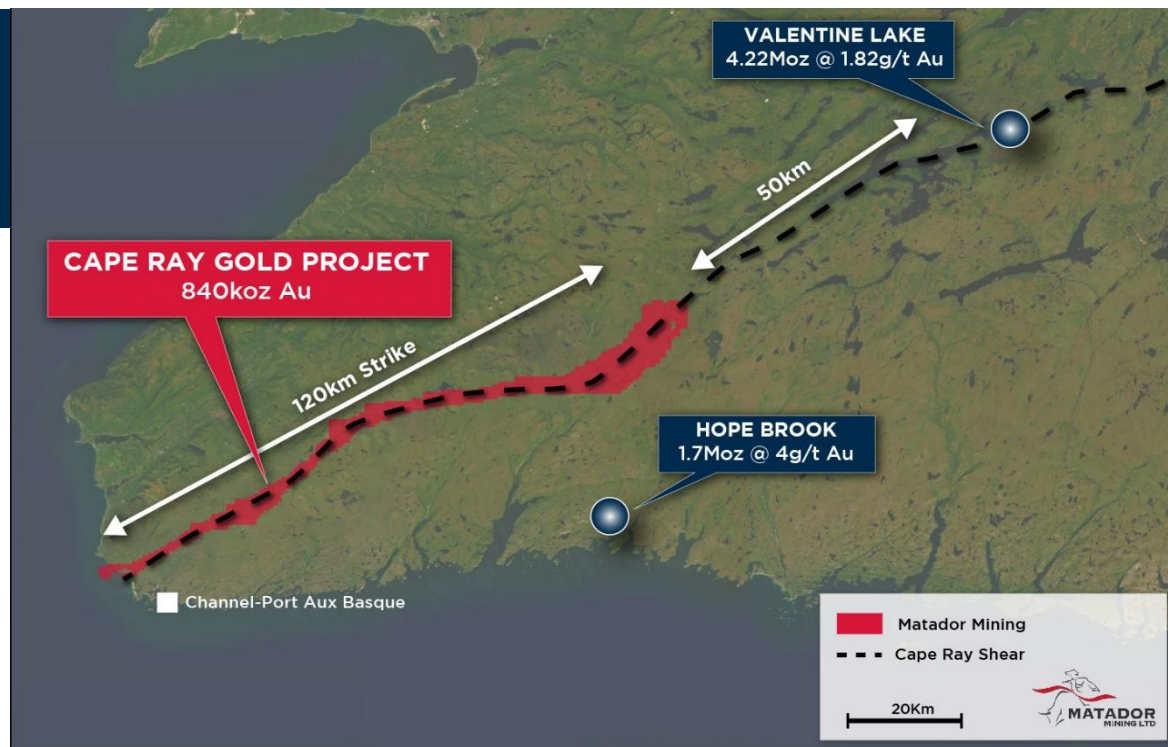 VALENTINE LAKE
4.22Moz @ 1.82g/t Au
50km
CAPE RAY GOLD PROJECT
840koz Au
120km Strike
HOPE BROOK
1.7Moz @ 4g/t Au
Channel-Port Aux Basque
Matador Mining
Cape Ray Shear
20Km
MATADOR
MINING LTD